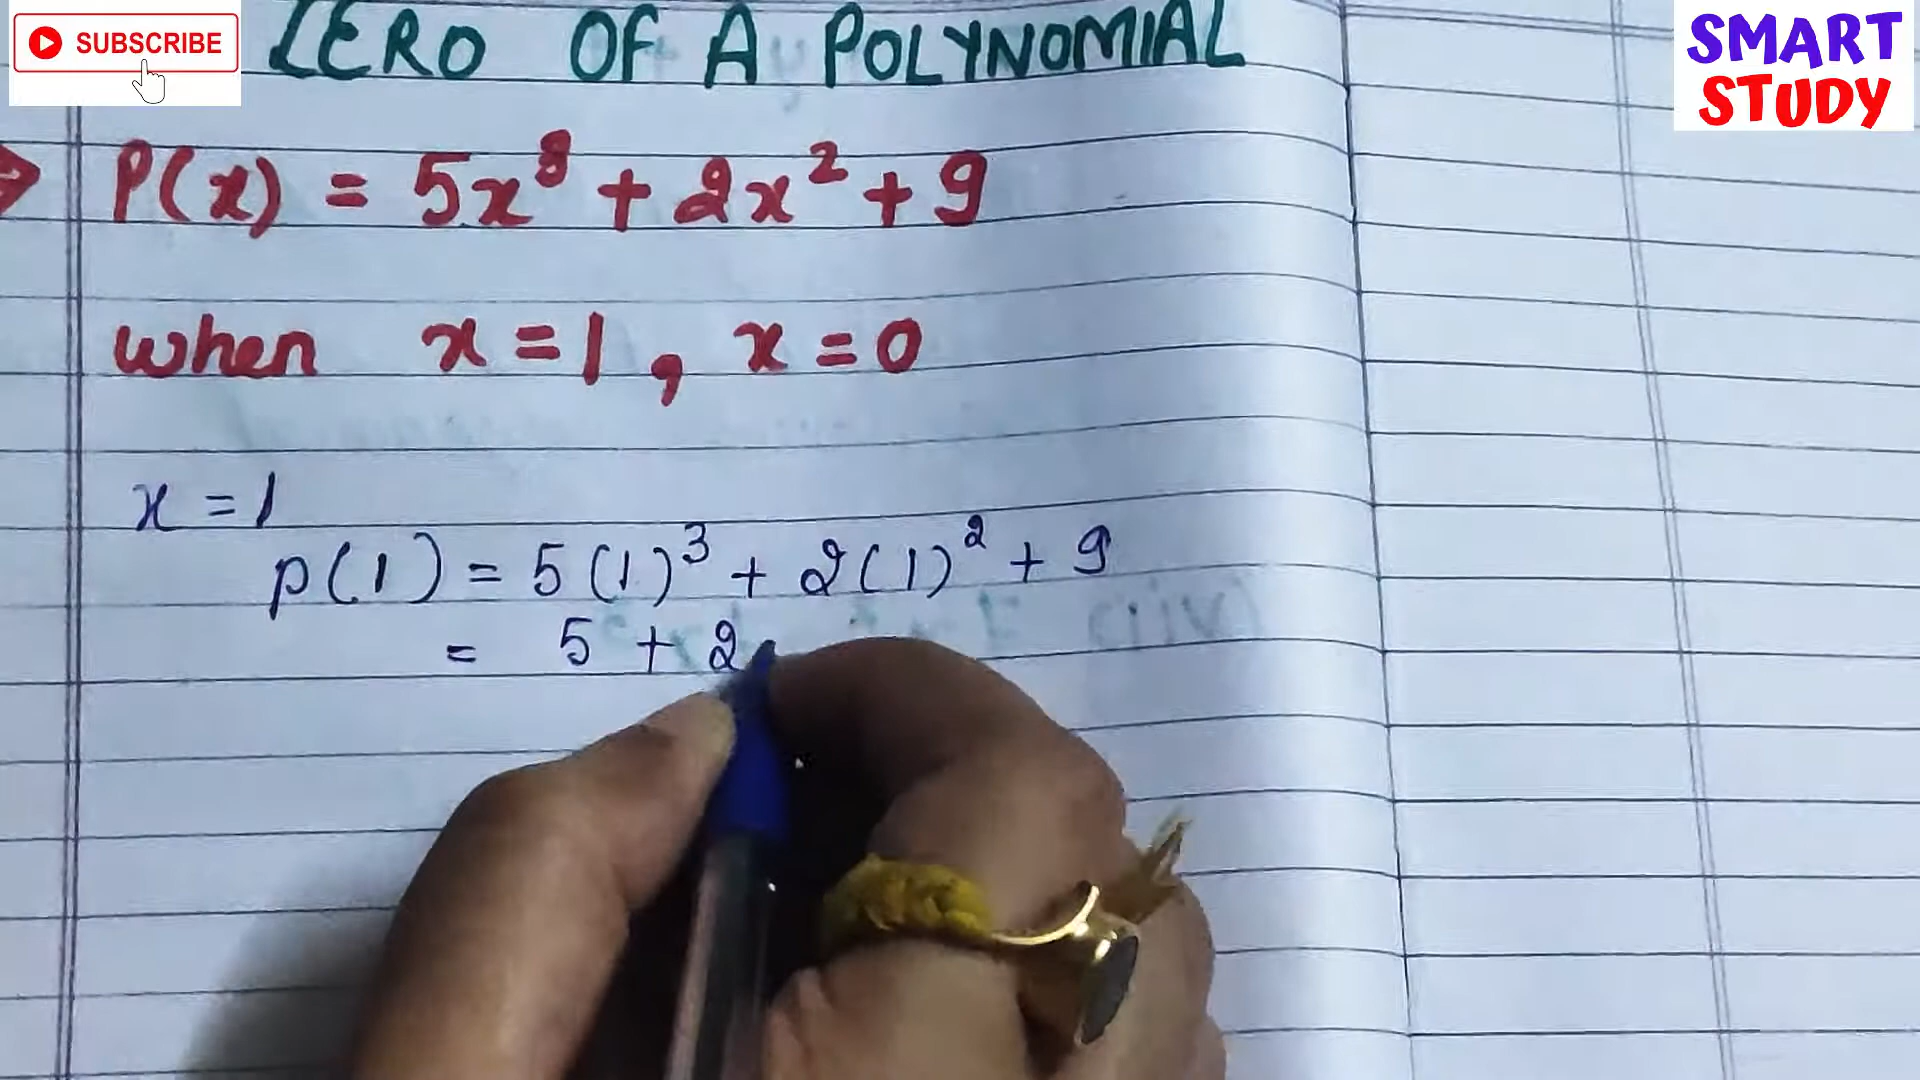 SUBSCRIBE
ZERO OF A POLYNOMIAL
SMART
STUDY
P(x) = 5x³ + 2x² + 9
when x = 1 , x = 0
x = 1
p(1) = 5(1)³ + 2(1)² + 9
= 5 + 2